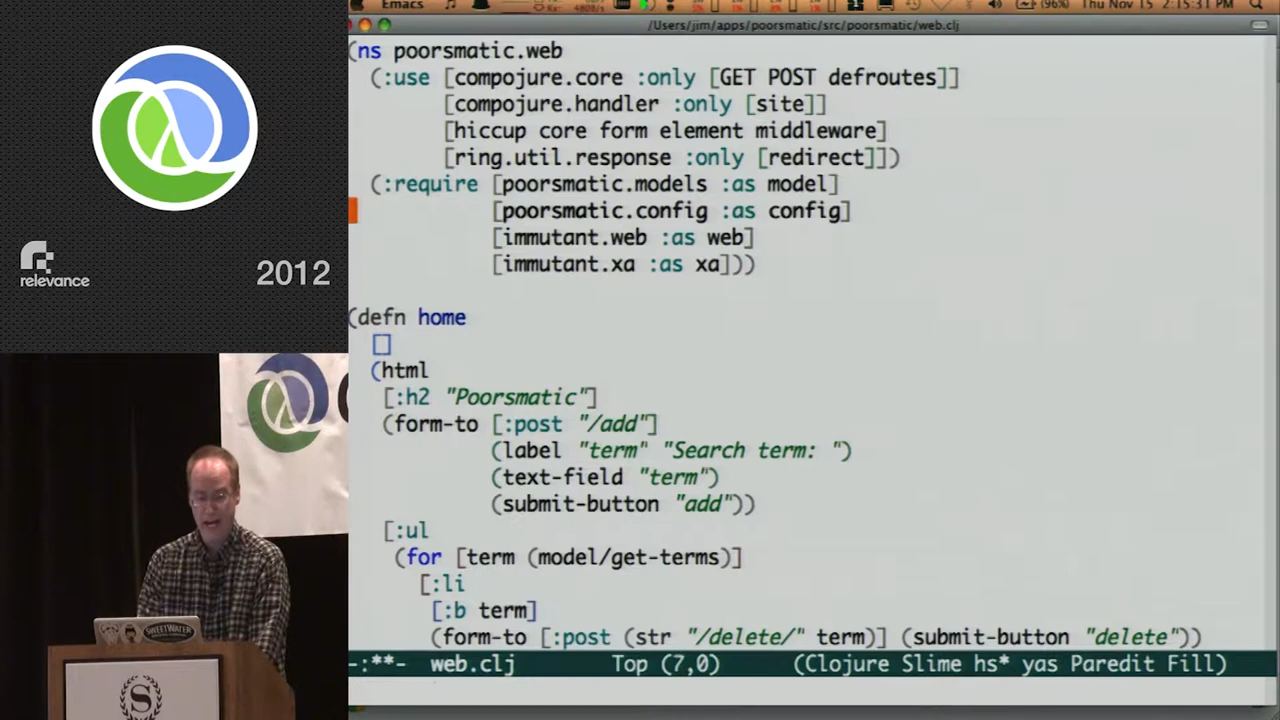 Emacs
(96%) Thu Nov 15 2:15:31 PM
/Users/jim/apps/poorsmatic/src/poorsmatic/web.clj
(ns poorsmatic.web
(:use [compojure.core :only [GET POST defroutes]]
[compojure.handler :only [site]]
[hiccup core form element middleware]
[ring.util.response :only [redirect]])
(:require [poorsmatic.models :as model]
[poorsmatic.config :as config]
[immutant.web :as web]
[immutant.xa :as xa]))
(defn home
[]
(html
[:h2 "Poorsmatic"]
(form-to [:post "/add"]
(label "term" "Search term: ")
(text-field "term")
(submit-button "add"))
[:ul
(for [term (model/get-terms)]
[:li
[:b term]
(form-to [:post (str "/delete/" term)] (submit-button "delete"))
-:**- web.clj Top (7,0) (Clojure Slime hs* yas Paredit Fill)
relevance
2012
SWEETWATER
S